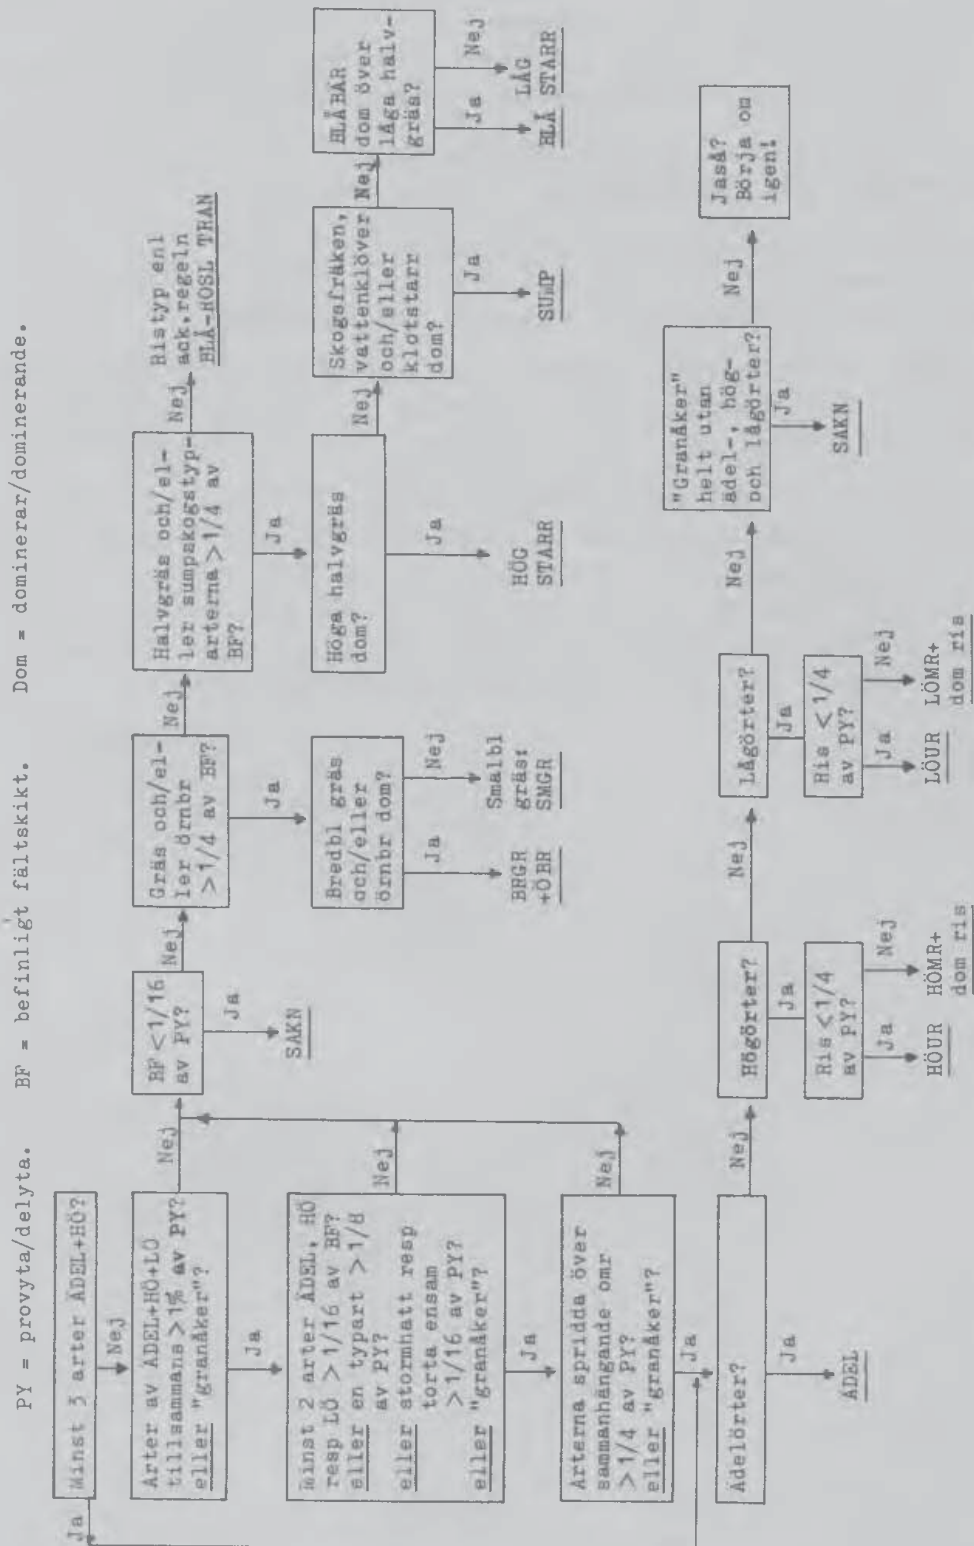 PY = provyta/delyta. BF = befinligt fältskikt. Dom = dominerar/dominerande.
Minst 3 arter ÄDEL+HÖ?
Ja
Nej
Arter av ÄDEL+HÖ+LÖ
tillsammans >1% av PY?
eller "granåker"?
Nej
Ja
Minst 2 arter ÄDEL, HÖ
resp LÖ > 1/16 av BF?
eller en typart > 1/8
av PY?
eller stormhatt resp
torta ensam
> 1/16 av PY?
eller "granåker"?
Nej
Ja
Arterna spridda över
sammanhängande omr
> 1/4 av PY?
eller "granåker"?
Nej
Ja
BF < 1/16
av PY?
Nej
Ja
SAKN
Gräs och/el-
ler örnbr
> 1/4 av BF?
Nej
Ja
Bredbl gräs
och/eller
örnbr dom?
Ja
Nej
BRGR
+ÖBR
Smalbl
gräs:
SMGR
Halvgräs och/el-
ler sumpskogstyp-
arterna > 1/4 av
BF?
Nej
Ja
Ristyp enl
ack.regeln
BLÅ-HÖSL TRAN
Höga halvgräs
dom?
Nej
Ja
HÖG
STARR
Skogsfräken,
vattenklöver
och/eller
klotstarr
dom?
Nej
Ja
SUMP
BLÅBÄR
dom över
låga halv-
gräs?
Ja
Nej
BLÅ
LÅG
STARR
Ädelörter?
Nej
Ja
ÄDEL
Högörter?
Nej
Ja
Ris < 1/4
av PY?
Ja
Nej
HÖUR
HÖMR+
dom ris
Lågörter?
Nej
Ja
Ris < 1/4
av PY?
Ja
Nej
LÖUR
LÖMR+
dom ris
"Granåker"
helt utan
ädel-, hög-
och lågörter?
Nej
Ja
SAKN
Jaså?
Börja om
igen!